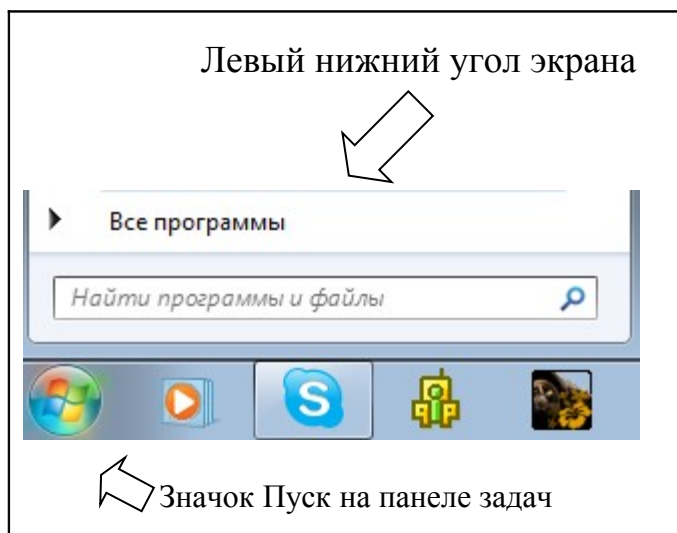 Левый нижний угол экрана
Все программы
Найти программы и файлы
S
Значок Пуск на панеле задач